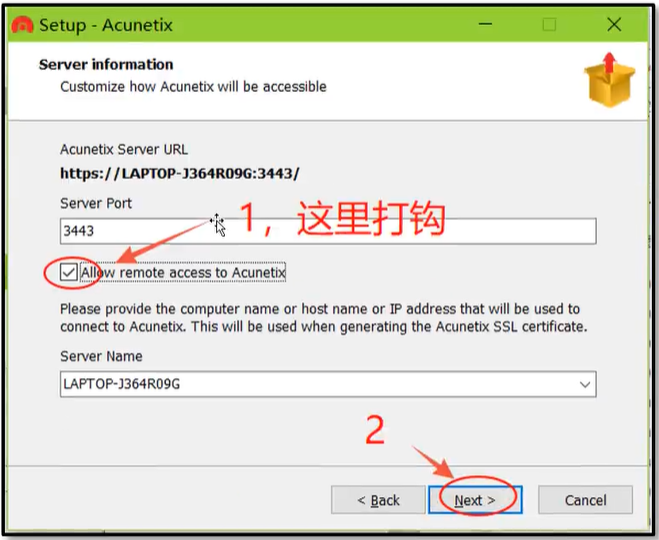 Setup - Acunetix
Server information
Customize how Acunetix will be accessible
Acunetix Server URL
https://LAPTOP-J364R09G:3443/
Server Port
1，这里打钩
3443
Allow remote access to Acunetix
Please provide the computer name or host name or IP address that will be used to
connect to Acunetix. This will be used when generating the Acunetix SSL certificate.
Server Name
LAPTOP-J364R09G
2
< Back
Next >
Cancel